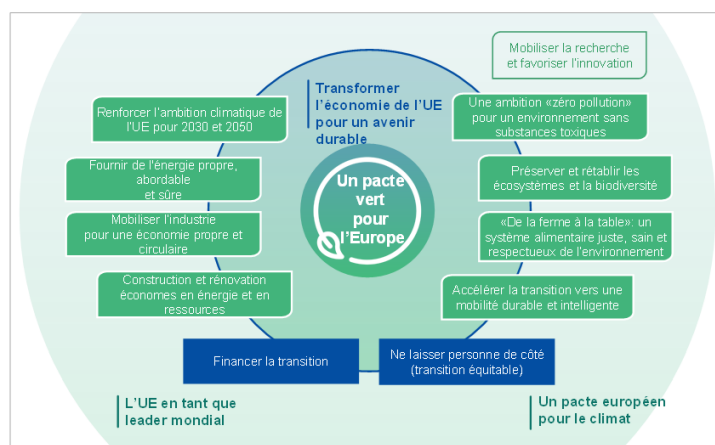 Mobiliser la recherche
et favoriser l'innovation
Transformer
l'économie de l'UE
pour un avenir
durable
Renforcer l'ambition climatique de
l'UE pour 2030 et 2050
Fournir de l'énergie propre,
abordable
et sûre
Mobiliser l'industrie
pour une économie propre et
circulaire
Construction et rénovation
économes en énergie et en
ressources
Un pacte
vert
pour
l'Europe
Une ambition «zéro pollution»
pour un environnement sans
substances toxiques
Préserver et rétablir les
écosystèmes et la biodiversité
«De la ferme à la table»: un
système alimentaire juste, sain et
respectueux de l'environnement
Accélérer la transition vers une
mobilité durable et intelligente
Financer la transition
Ne laisser personne de côté
(transition équitable)
L'UE en tant que
leader mondial
Un pacte européen
pour le climat